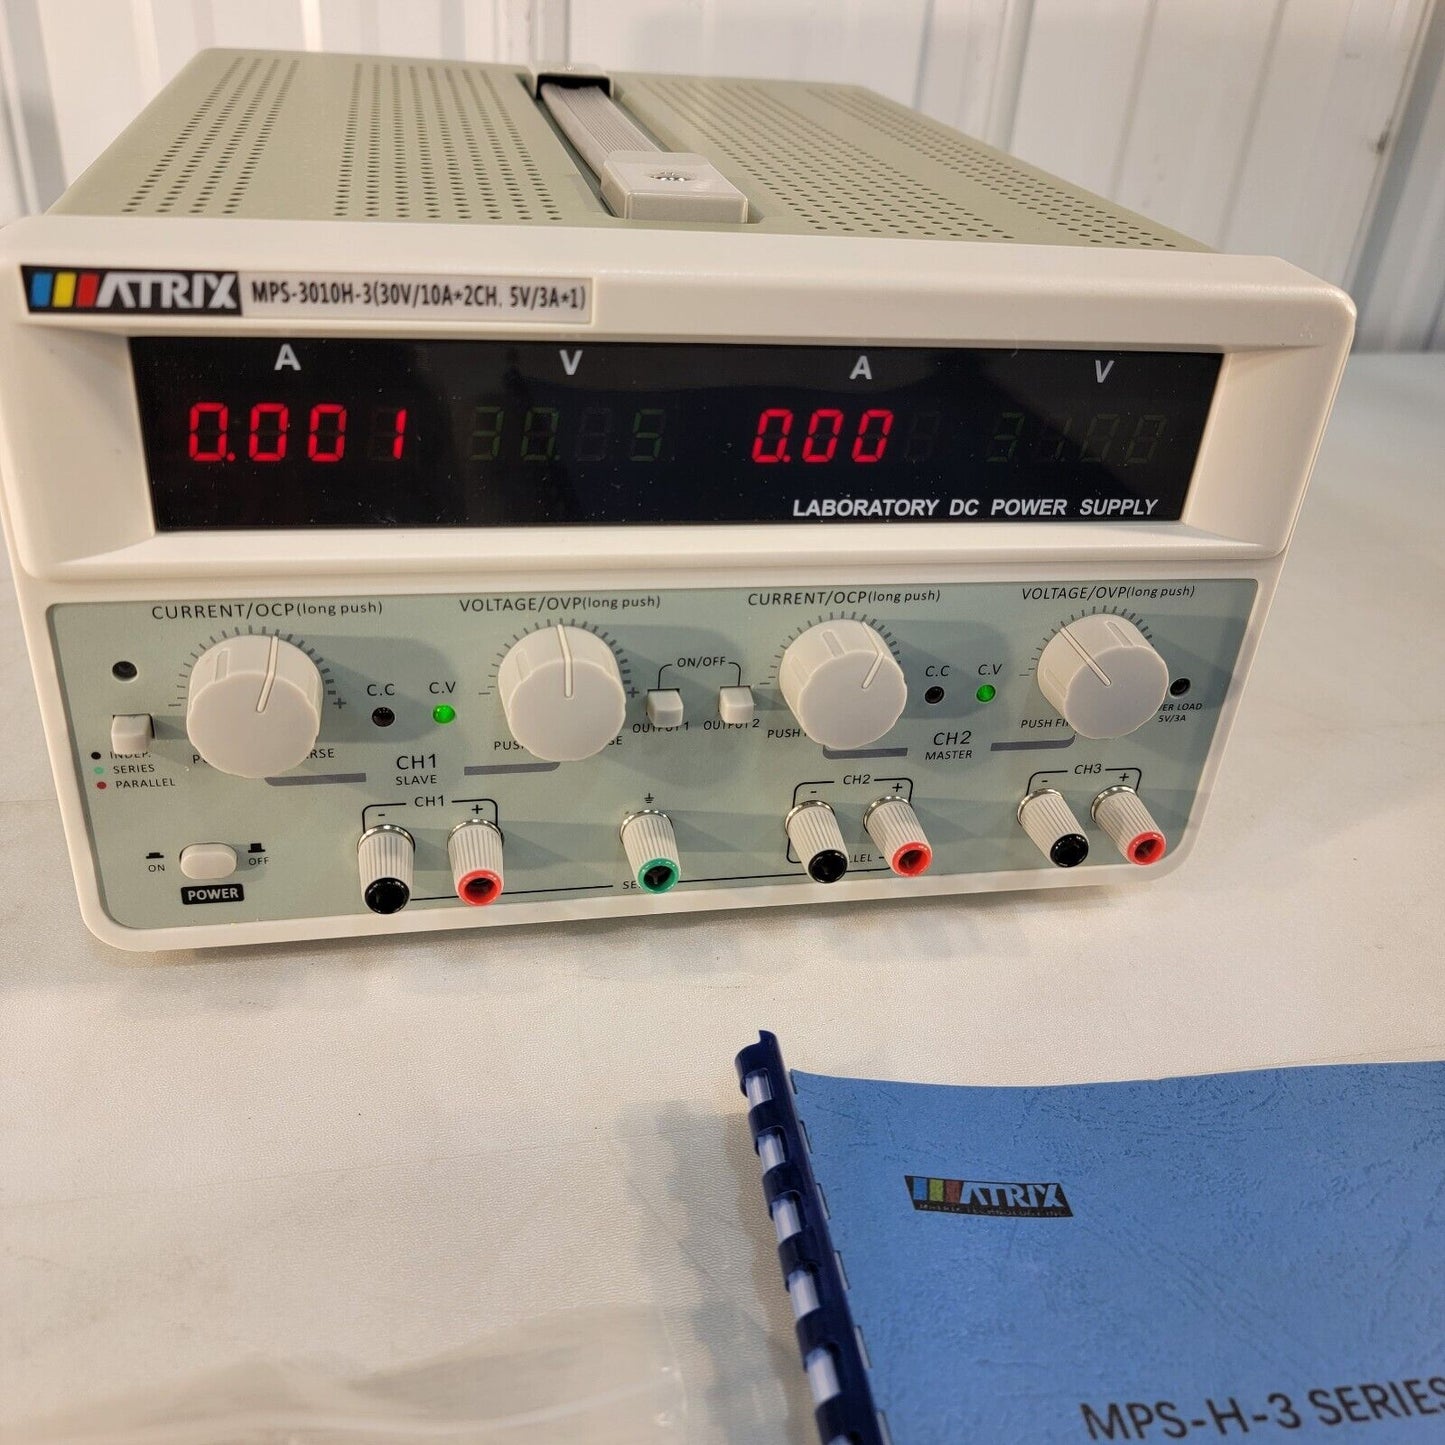 MATRIX MPS-3010H-3(30V/10A*2CH. 5V/3A*1)
A V A V
0.001 0.00
LABORATORY DC POWER SUPPLY
CURRENT/OCP(long push) VOLTAGE/OVP(long push) CURRENT/OCP(long push) VOLTAGE/OVP(long push)
ON/OFF
C.C C.V C.C C.V
+ - + -
OUTPUT1 OUTPUT2
5V/3A
INDEP.
SERIES
PARALLEL
PUSH
CH1 CH2
SLAVE MASTER
CH1 CH2 CH3
- + - + - +
ON OFF
POWER
MATRIX
MPS-H-3 SERIES